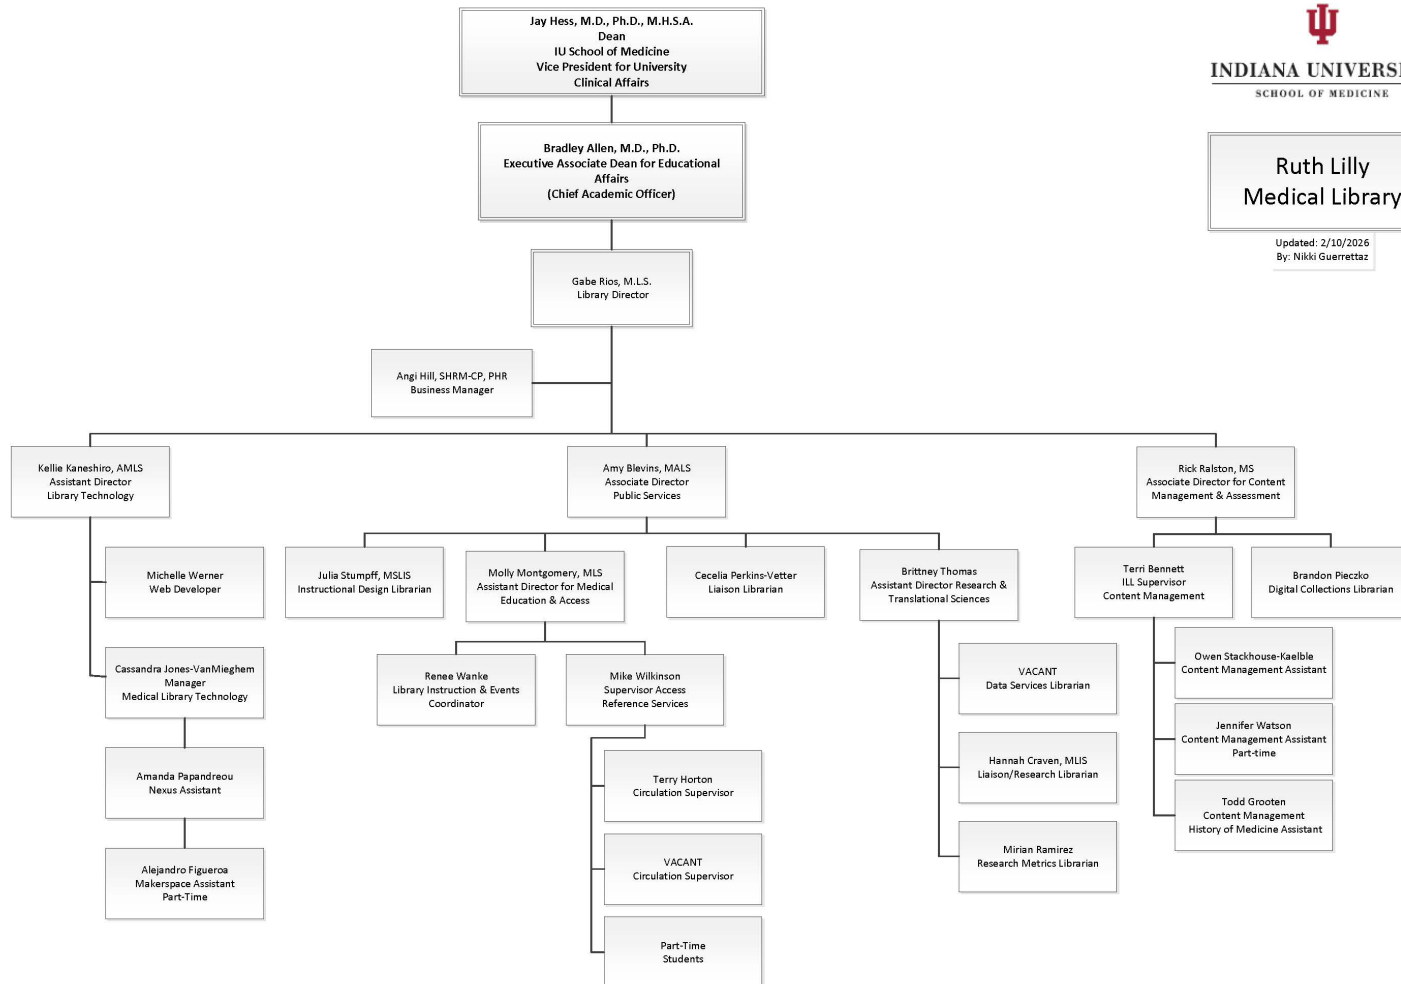 Jay Hess, M.D., Ph.D., M.H.S.A.
Dean
IU School of Medicine
Vice President for University
Clinical Affairs
INDIANA UNIVERSI
SCHOOL OF MEDICINE
Bradley Allen, M.D., Ph.D.
Executive Associate Dean for Educational
Affairs
(Chief Academic Officer)
Ruth Lilly
Medical Library
Updated: 2/10/2026
By: Nikki Guerrettaz
Gabe Rios, M.L.S.
Library Director
Angi Hill, SHRM-CP, PHR
Business Manager
Kellie Kaneshiro, AMLS
Assistant Director
Library Technology
Amy Blevins, MALS
Associate Director
Public Services
Rick Ralston, MS
Associate Director for Content
Management & Assessment
Michelle Werner
Web Developer
Julia Stumpff, MSLIS
Instructional Design Librarian
Molly Montgomery, MLS
Assistant Director for Medical
Education & Access
Cecelia Perkins-Vetter
Liaison Librarian
Brittney Thomas
Assistant Director Research &
Translational Sciences
Terri Bennett
ILL Supervisor
Content Management
Brandon Pieczko
Digital Collections Librarian
Cassandra Jones-VanMieghem
Manager
Medical Library Technology
Renee Wanke
Library Instruction & Events
Coordinator
Mike Wilkinson
Supervisor Access
Reference Services
VACANT
Data Services Librarian
Owen Stackhouse-Kaelble
Content Management Assistant
Jennifer Watson
Content Management Assistant
Part-time
Amanda Papandreou
Nexus Assistant
Terry Horton
Circulation Supervisor
Hannah Craven, MLIS
Liaison/Research Librarian
Todd Grooten
Content Management
History of Medicine Assistant
Alejandro Figueroa
Makerspace Assistant
Part-Time
VACANT
Circulation Supervisor
Mirian Ramirez
Research Metrics Librarian
Part-Time
Students